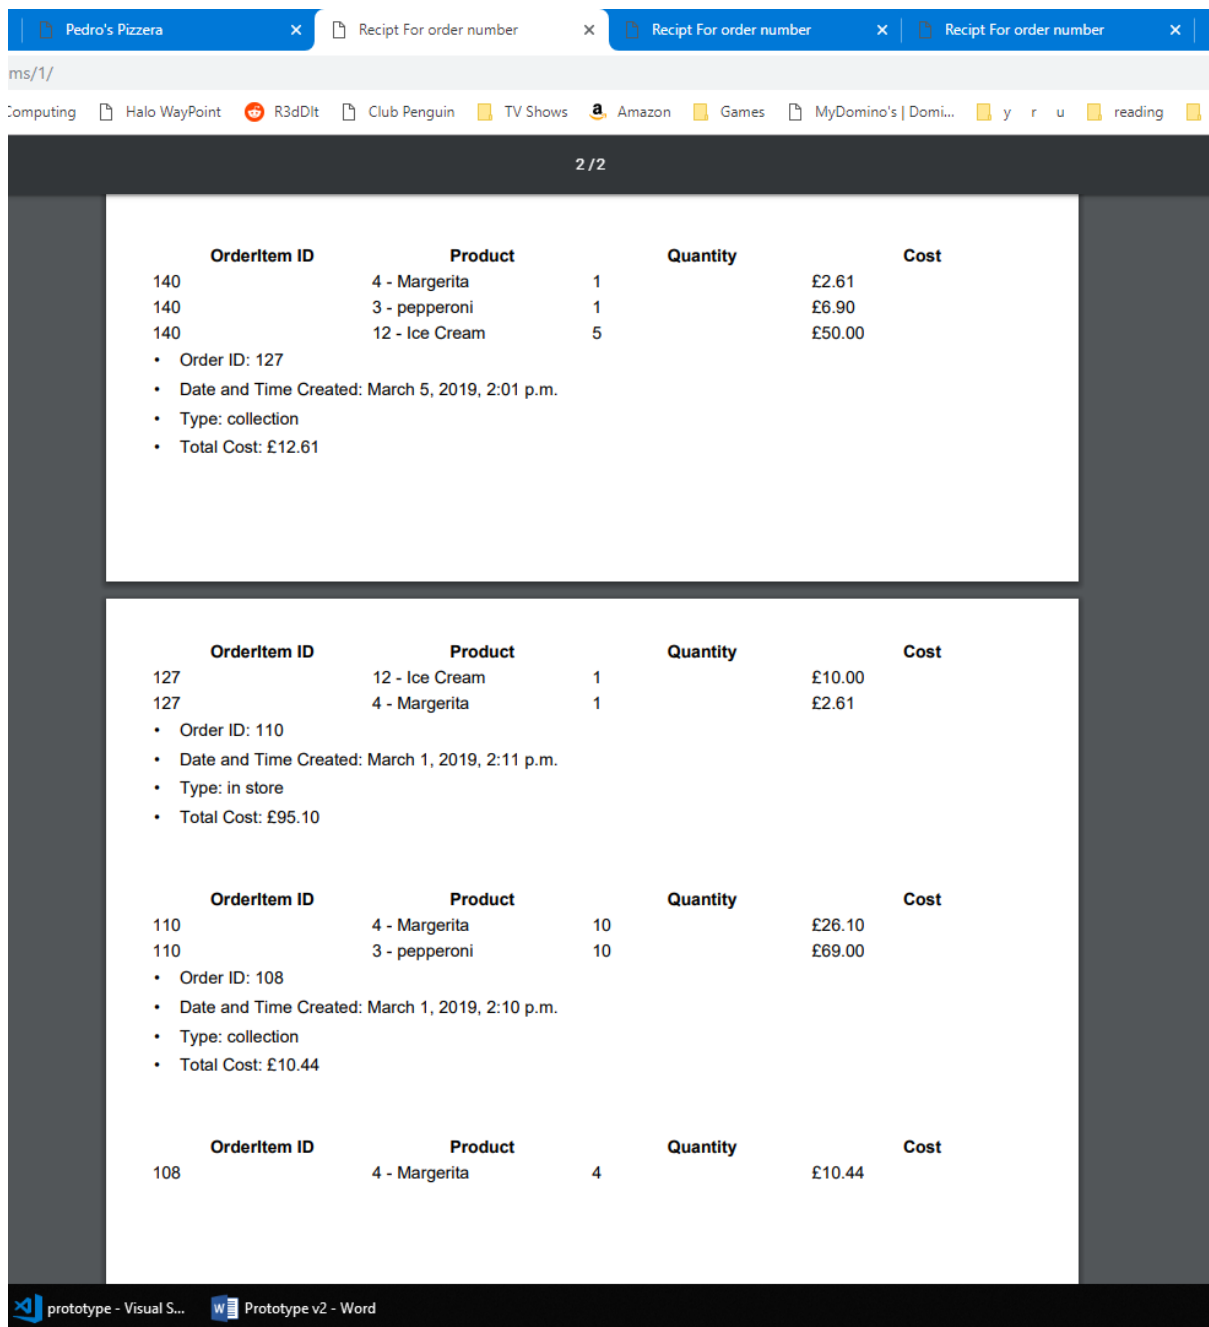 Pedro's Pizzera Recipt For order number Recipt For order number Recipt For order number
ms/1/
Computing Halo WayPoint R3dDIt Club Penguin TV Shows Amazon Games MyDomino's | Domi... y r u reading
2 / 2
OrderItem ID Product Quantity Cost
140 4 - Margerita 1 £2.61
140 3 - pepperoni 1 £6.90
140 12 - Ice Cream 5 £50.00
• Order ID: 127
• Date and Time Created: March 5, 2019, 2:01 p.m.
• Type: collection
• Total Cost: £12.61
OrderItem ID Product Quantity Cost
127 12 - Ice Cream 1 £10.00
127 4 - Margerita 1 £2.61
• Order ID: 110
• Date and Time Created: March 1, 2019, 2:11 p.m.
• Type: in store
• Total Cost: £95.10
OrderItem ID Product Quantity Cost
110 4 - Margerita 10 £26.10
110 3 - pepperoni 10 £69.00
• Order ID: 108
• Date and Time Created: March 1, 2019, 2:10 p.m.
• Type: collection
• Total Cost: £10.44
OrderItem ID Product Quantity Cost
108 4 - Margerita 4 £10.44
prototype - Visual S... Prototype v2 - Word